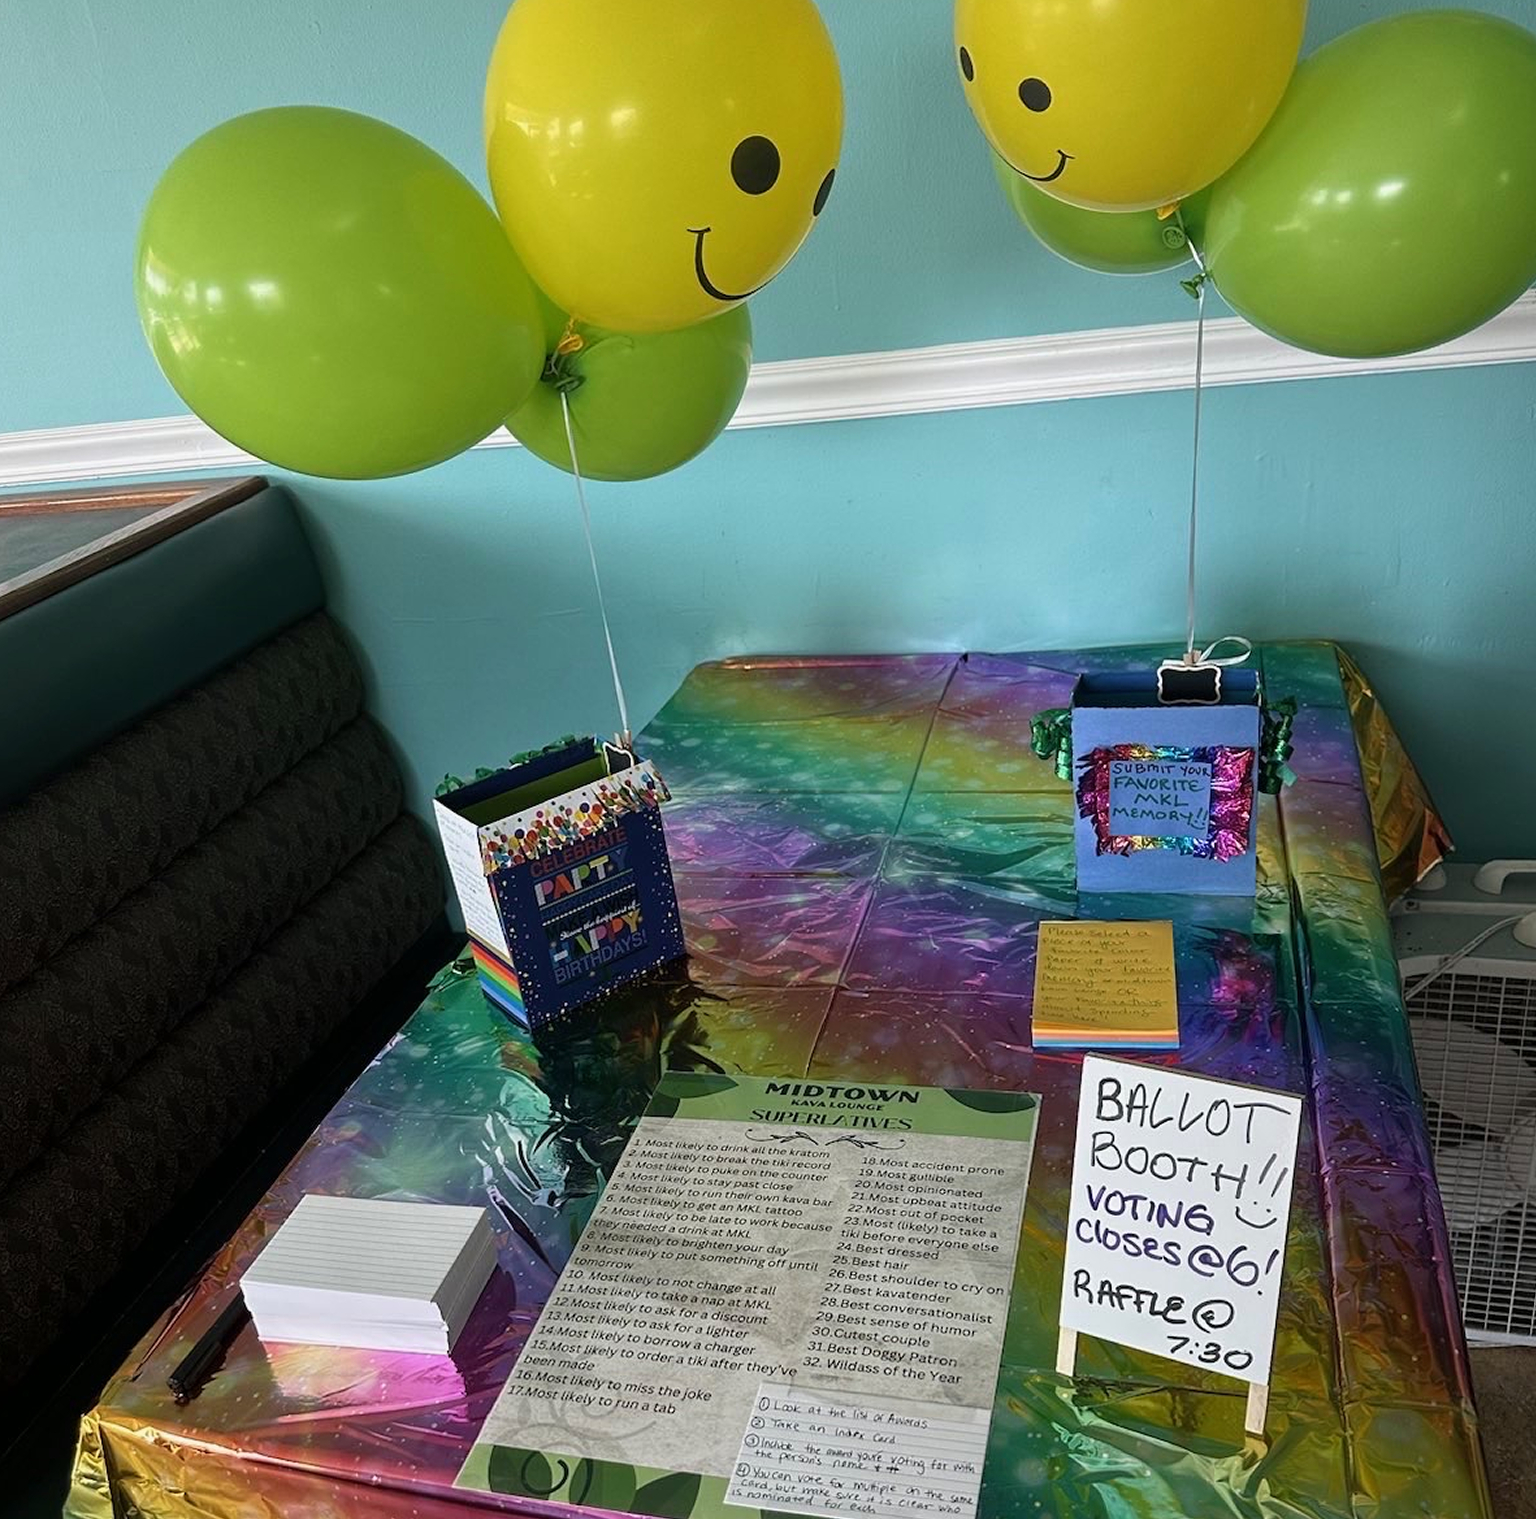 CELEBRATE
PARTY
HAPPY
BIRTHDAYS!
SUBMIT YOUR
FAVORITE
MKL
MEMORY!!
Please select a
piece of your
favorite color
Paper & write
down your favorite
MIDTOWN
KAVA LOUNGE
SUPERLATIVES
1. Most likely to drink all the kratom
2. Most likely to break the tiki record
3. Most likely to puke on the counter
4. Most likely to stay past close
5. Most likely to run their own kava bar
6. Most likely to get an MKL tattoo
7. Most likely to be late to work because
they needed a drink at MKL
8. Most likely to brighten your day
9. Most likely to put something off until
tomorrow
10. Most likely to not change at all
11. Most likely to take a nap at MKL
12. Most likely to ask for a discount
13. Most likely to ask for a lighter
14. Most likely to borrow a charger
15. Most likely to order a tiki after they've
been made
16. Most likely to miss the joke
17. Most likely to run a tab
18. Most accident prone
19. Most gullible
20. Most opinionated
21. Most upbeat attitude
22. Most out of pocket
23. Most (likely) to take a
tiki before everyone else
24. Best dressed
25. Best hair
26. Best shoulder to cry on
27. Best kavatender
28. Best conversationalist
29. Best sense of humor
30. Cutest couple
31. Best Doggy Patron
32. Wildass of the Year
① Look at the list of Awards
② Take an Index Card
③ Include the award you're voting for with
the person's name & #
④ You can vote for multiple on the same
card, but make sure it is clear who
is nominated for each
BALLOT
BOOTH!!
VOTING
CLOSES @ 6!
RAFFLE @
7:30